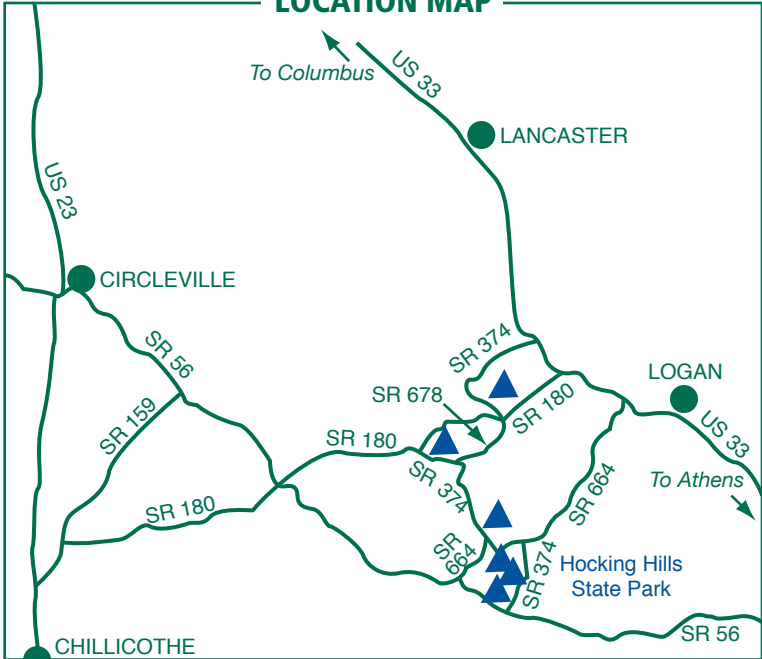 LOCATION MAP
To Columbus
US 33
LANCASTER
US 23
CIRCLEVILLE
SR 56
SR 374
SR 678
LOGAN
SR 180
SR 159
SR 180
US 33
SR 374
SR 664
To Athens
SR 180
SR
664
SR 374
Hocking Hills
State Park
SR 56
CHILLICOTHE